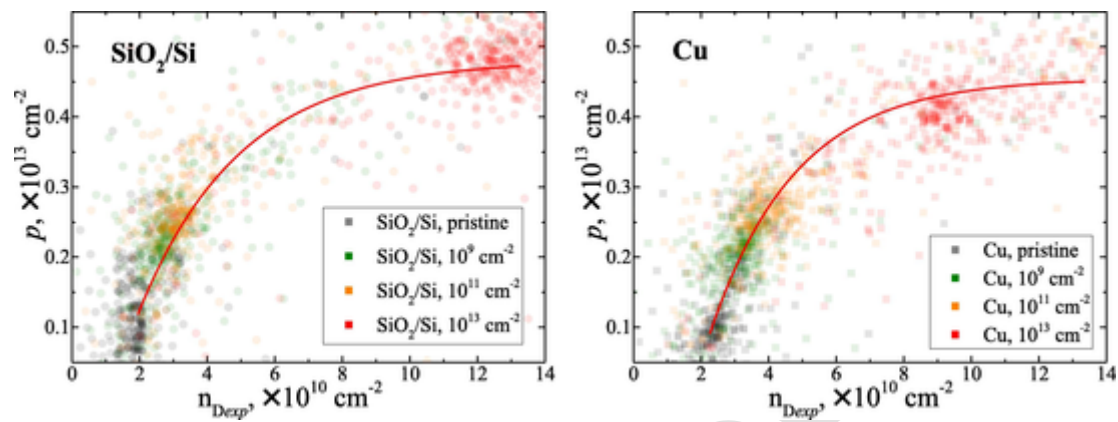 SiO₂/Si
p, ×10¹³ cm⁻²
0.5
0.4
0.3
0.2
0.1
SiO₂/Si, pristine
SiO₂/Si, 10⁹ cm⁻²
SiO₂/Si, 10¹¹ cm⁻²
SiO₂/Si, 10¹³ cm⁻²
0 2 4 6 8 10 12 14
n_Dexp, ×10¹⁰ cm⁻²
Cu
p, ×10¹³ cm⁻²
0.5
0.4
0.3
0.2
0.1
Cu, pristine
Cu, 10⁹ cm⁻²
Cu, 10¹¹ cm⁻²
Cu, 10¹³ cm⁻²
0 2 4 6 8 10 12 14
n_Dexp, ×10¹⁰ cm⁻²